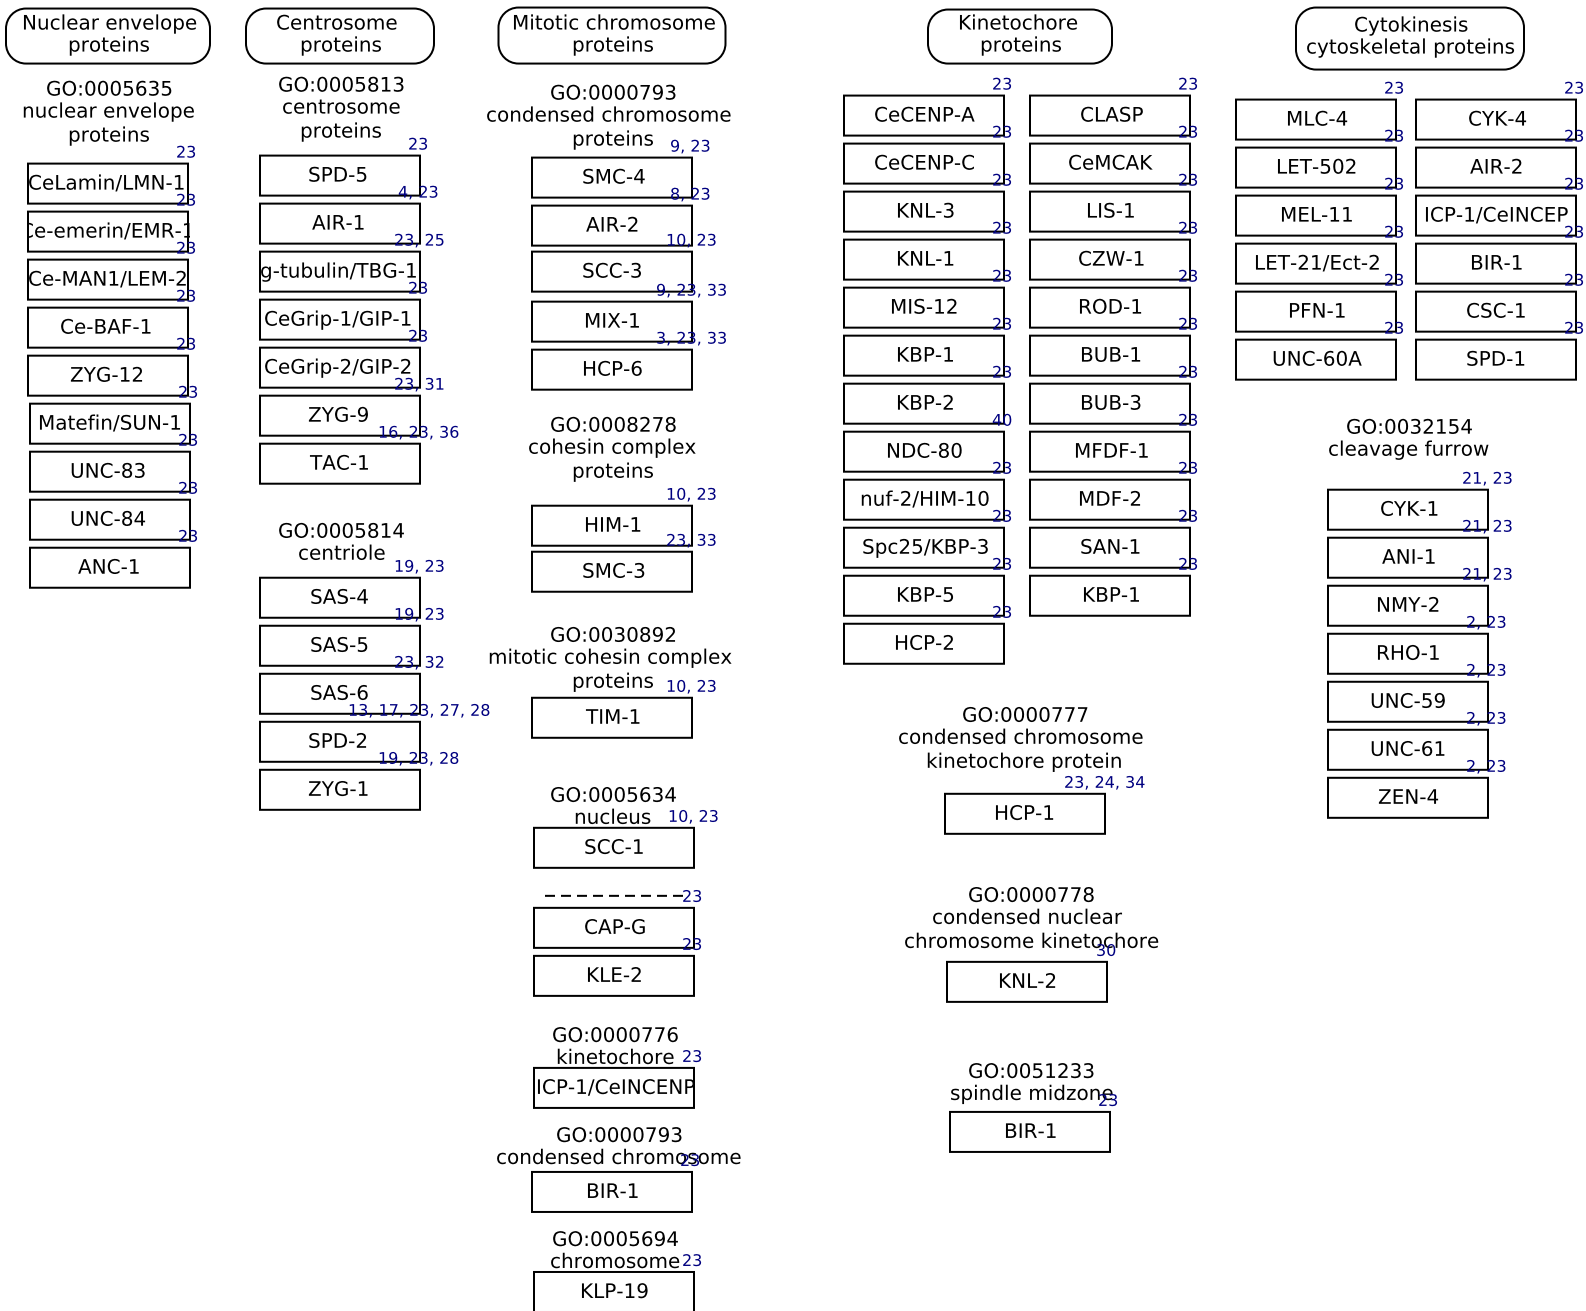 Nuclear envelope
proteins
GO:0005635
nuclear envelope
proteins
23
CeLamin/LMN-1
23
Ce-emerin/EMR-1
23
Ce-MAN1/LEM-2
23
Ce-BAF-1
23
ZYG-12
23
Matefin/SUN-1
23
UNC-83
23
UNC-84
23
ANC-1
Centrosome
proteins
GO:0005813
centrosome
proteins
23
SPD-5
4, 23
AIR-1
23, 25
g-tubulin/TBG-1
23
CeGrip-1/GIP-1
23
CeGrip-2/GIP-2
23, 31
ZYG-9
16, 23, 36
TAC-1
GO:0005814
centriole
19, 23
SAS-4
19, 23
SAS-5
23, 32
SAS-6
13, 17, 23, 27, 28
SPD-2
19, 23, 28
ZYG-1
Mitotic chromosome
proteins
GO:0000793
condensed chromosome
proteins
9, 23
SMC-4
8, 23
AIR-2
10, 23
SCC-3
9, 23, 33
MIX-1
3, 23, 33
HCP-6
GO:0008278
cohesin complex
proteins
10, 23
HIM-1
23, 33
SMC-3
GO:0030892
mitotic cohesin complex
proteins
10, 23
TIM-1
GO:0005634
nucleus
10, 23
SCC-1
23
CAP-G
23
KLE-2
GO:0000776
kinetochore
23
ICP-1/CeINCENP
GO:0000793
condensed chromosome
23
BIR-1
GO:0005694
chromosome
23
KLP-19
Kinetochore
proteins
23
CeCENP-A
23
CeCENP-C
23
KNL-3
23
KNL-1
23
MIS-12
23
KBP-1
23
KBP-2
40
NDC-80
23
nuf-2/HIM-10
23
Spc25/KBP-3
23
KBP-5
23
HCP-2
23
CLASP
23
CeMCAK
23
LIS-1
23
CZW-1
23
ROD-1
23
BUB-1
23
BUB-3
23
MFDF-1
23
MDF-2
23
SAN-1
23
KBP-1
GO:0000777
condensed chromosome
kinetochore protein
23, 24, 34
HCP-1
GO:0000778
condensed nuclear
chromosome kinetochore
30
KNL-2
GO:0051233
spindle midzone
23
BIR-1
Cytokinesis
cytoskeletal proteins
23
MLC-4
23
LET-502
23
MEL-11
23
LET-21/Ect-2
23
PFN-1
23
UNC-60A
23
CYK-4
23
AIR-2
23
ICP-1/CeINCEP
23
BIR-1
23
CSC-1
23
SPD-1
GO:0032154
cleavage furrow
21, 23
CYK-1
21, 23
ANI-1
21, 23
NMY-2
2, 23
RHO-1
2, 23
UNC-59
2, 23
UNC-61
2, 23
ZEN-4